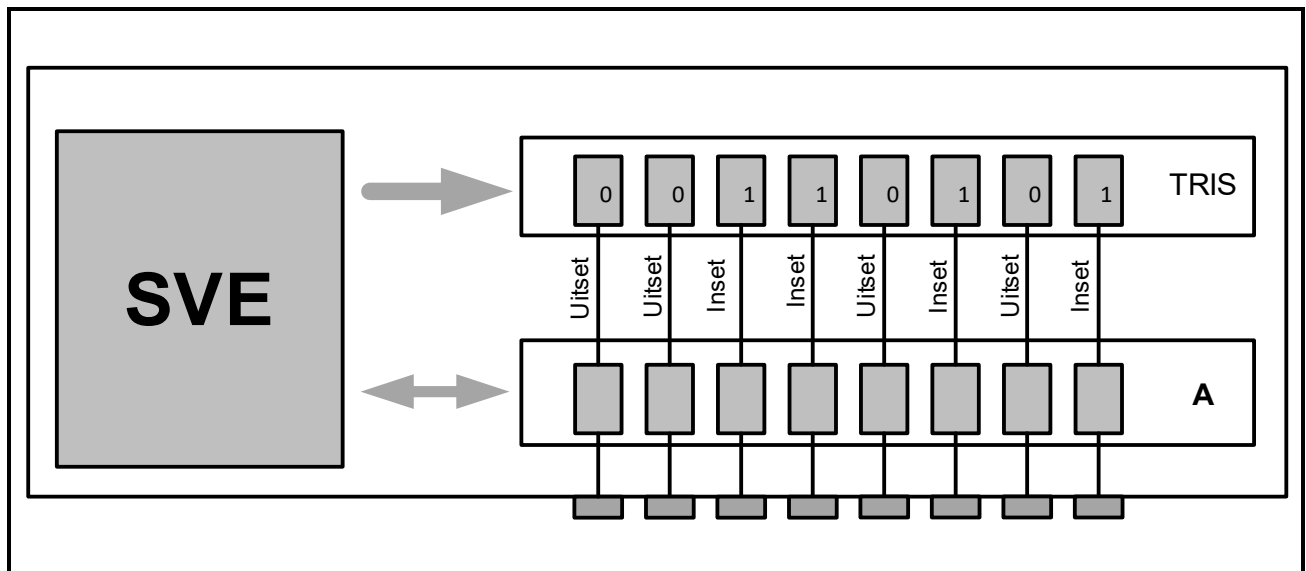 0 0 1 1 0 1 0 1 TRIS
Uitset Uitset Inset Inset Uitset Inset Uitset Inset
SVE
A